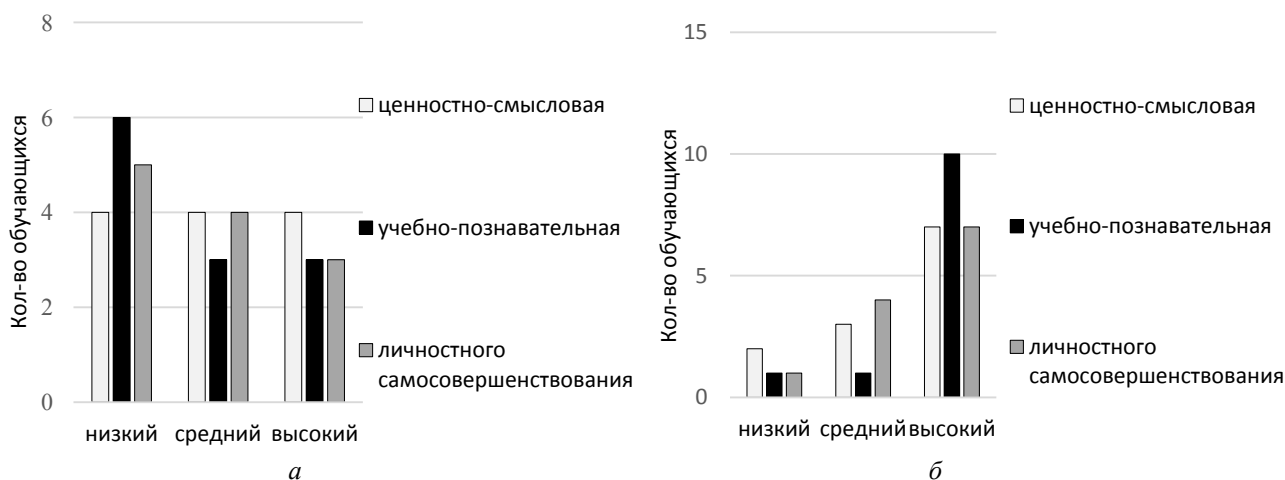 8
6
4
2
0
Кол-во обучающихся
низкий средний высокий
ценностно-смысловая
учебно-познавательная
личностного
самосовершенствования
а
15
10
5
0
Кол-во обучающихся
низкий средний высокий
ценностно-смысловая
учебно-познавательная
личностного
самосовершенствования
б